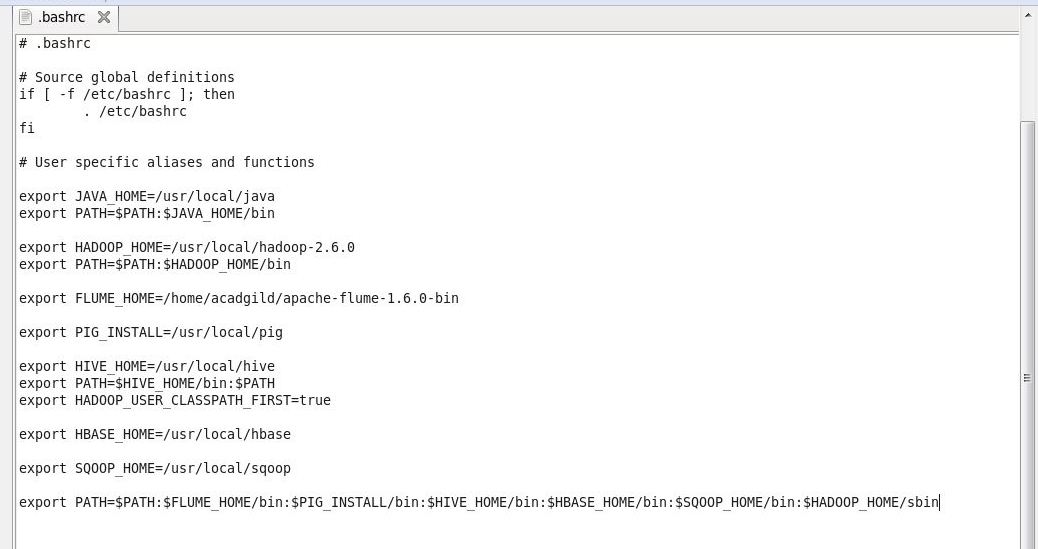 .bashrc
# .bashrc
# Source global definitions
if [ -f /etc/bashrc ]; then
        . /etc/bashrc
fi
# User specific aliases and functions
export JAVA_HOME=/usr/local/java
export PATH=$PATH:$JAVA_HOME/bin
export HADOOP_HOME=/usr/local/hadoop-2.6.0
export PATH=$PATH:$HADOOP_HOME/bin
export FLUME_HOME=/home/acadgild/apache-flume-1.6.0-bin
export PIG_INSTALL=/usr/local/pig
export HIVE_HOME=/usr/local/hive
export PATH=$HIVE_HOME/bin:$PATH
export HADOOP_USER_CLASSPATH_FIRST=true
export HBASE_HOME=/usr/local/hbase
export SQOOP_HOME=/usr/local/sqoop
export PATH=$PATH:$FLUME_HOME/bin:$PIG_INSTALL/bin:$HIVE_HOME/bin:$HBASE_HOME/bin:$SQOOP_HOME/bin:$HADOOP_HOME/sbin